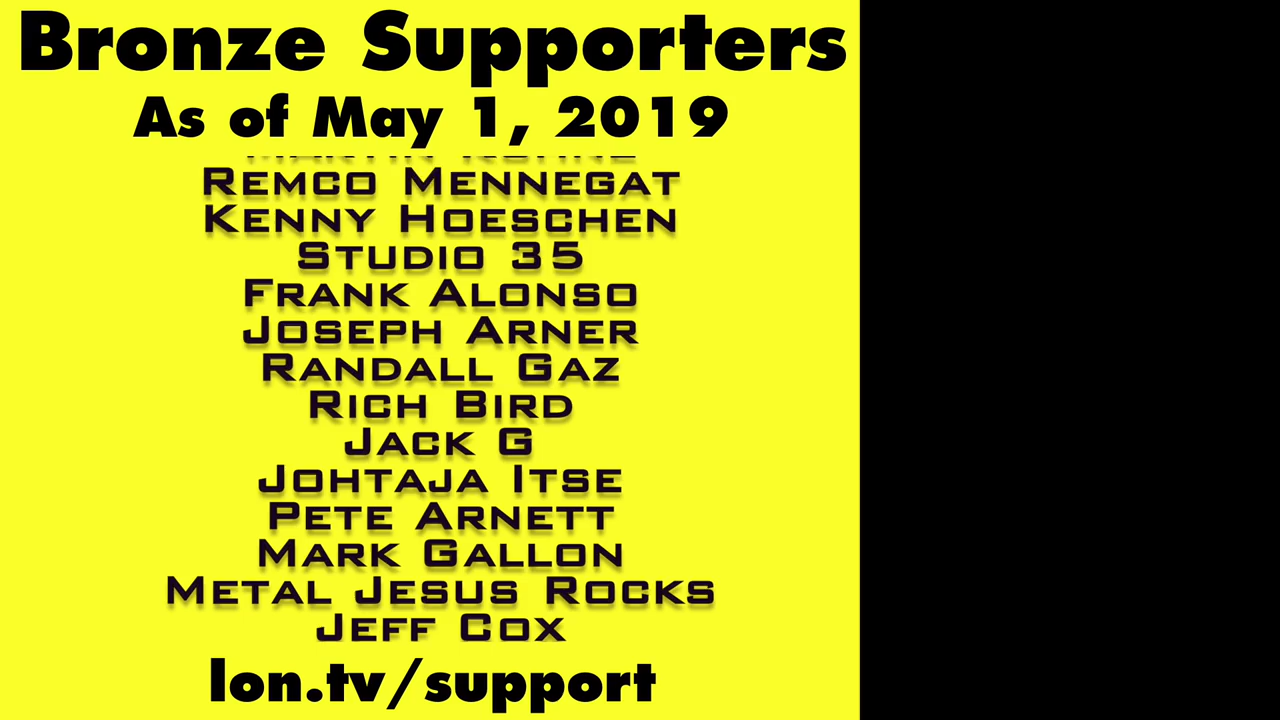 Bronze Supporters
As of May 1, 2019
Remco Mennegat
Kenny Hoeschen
Studio 35
Frank Alonso
Joseph Arner
Randall Gaz
Rich Bird
Jack G
Johtaja Itse
Pete Arnett
Mark Gallon
Metal Jesus Rocks
Jeff Cox
lon.tv/support